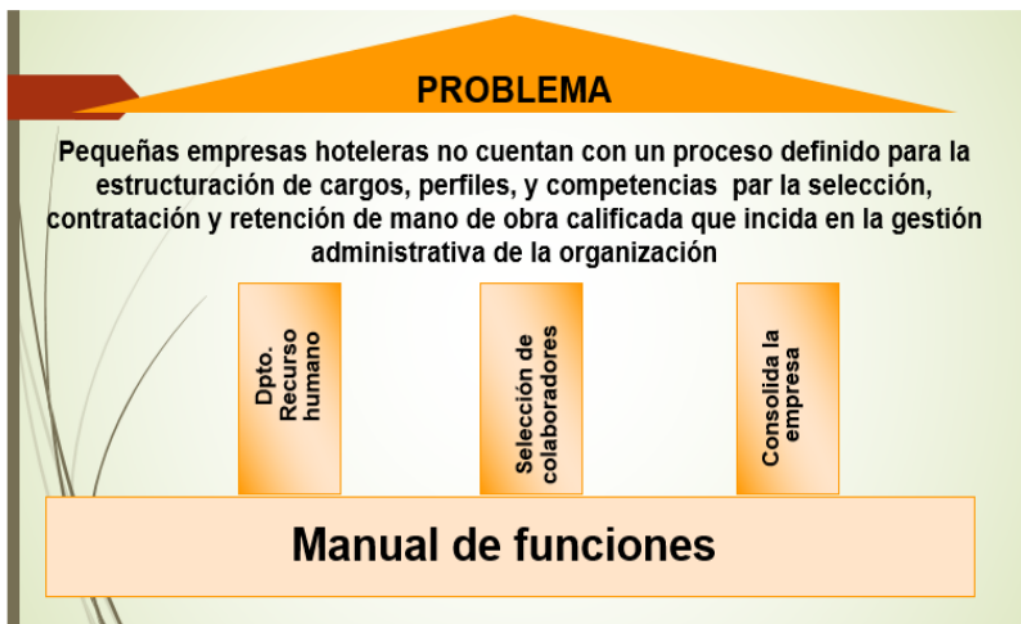 PROBLEMA
Pequeñas empresas hoteleras no cuentan con un proceso definido para la
estructuración de cargos, perfiles, y competencias par la selección,
contratación y retención de mano de obra calificada que incida en la gestión
administrativa de la organización
Dpto.
Recurso
humano
Selección de
colaboradores
Consolida la
empresa
Manual de funciones